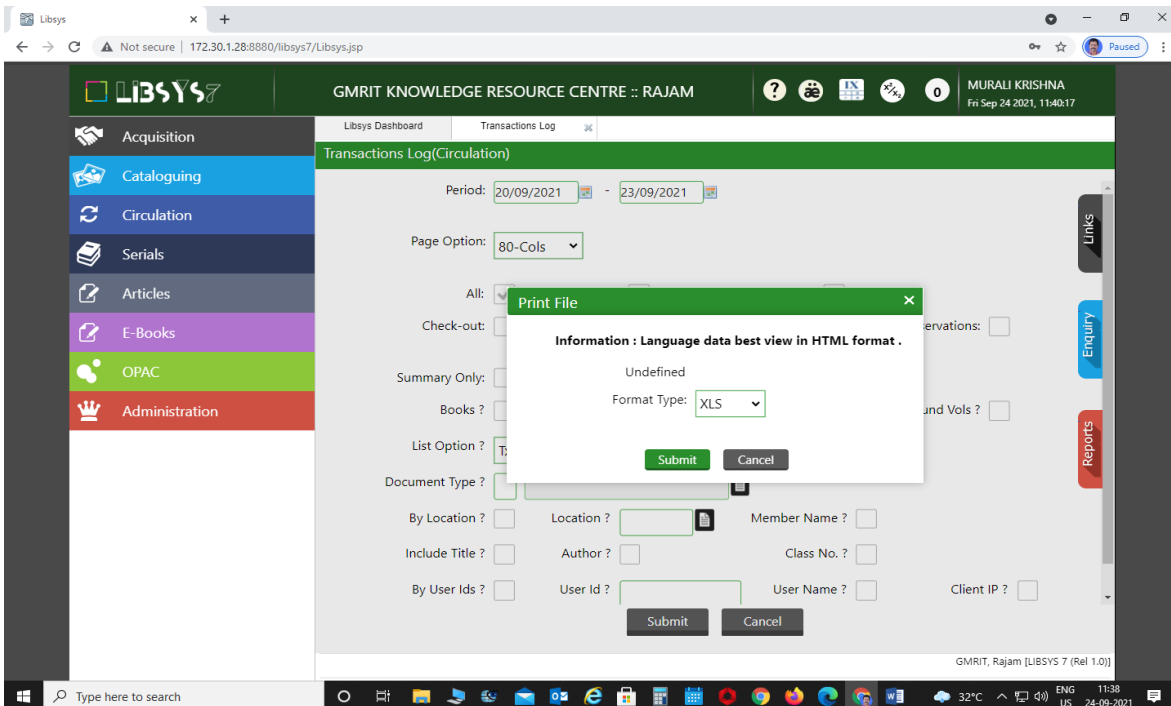 Libsys
Not secure | 172.30.1.28:8880/libsys7/Libsys.jsp
Paused
LIBSYS7
GMRIT KNOWLEDGE RESOURCE CENTRE :: RAJAM
0
MURALI KRISHNA
Fri Sep 24 2021, 11:40:17
Acquisition
Cataloguing
Circulation
Serials
Articles
E-Books
OPAC
Administration
Libsys Dashboard
Transactions Log
Transactions Log(Circulation)
Period: 20/09/2021 - 23/09/2021
Page Option: 80-Cols
All:
Check-out:
ervations:
Summary Only:
Books ?
und Vols ?
List Option ?
Document Type ?
Print File
Information : Language data best view in HTML format .
Undefined
Format Type: XLS
Submit Cancel
By Location ? Location ? Member Name ?
Include Title ? Author ? Class No. ?
By User Ids ? User Id ? User Name ? Client IP ?
Submit Cancel
Links
Enquiry
Reports
GMRIT, Rajam [LIBSYS 7 (Rel 1.0)]
Type here to search
32°C
ENG
US
11:38
24-09-2021